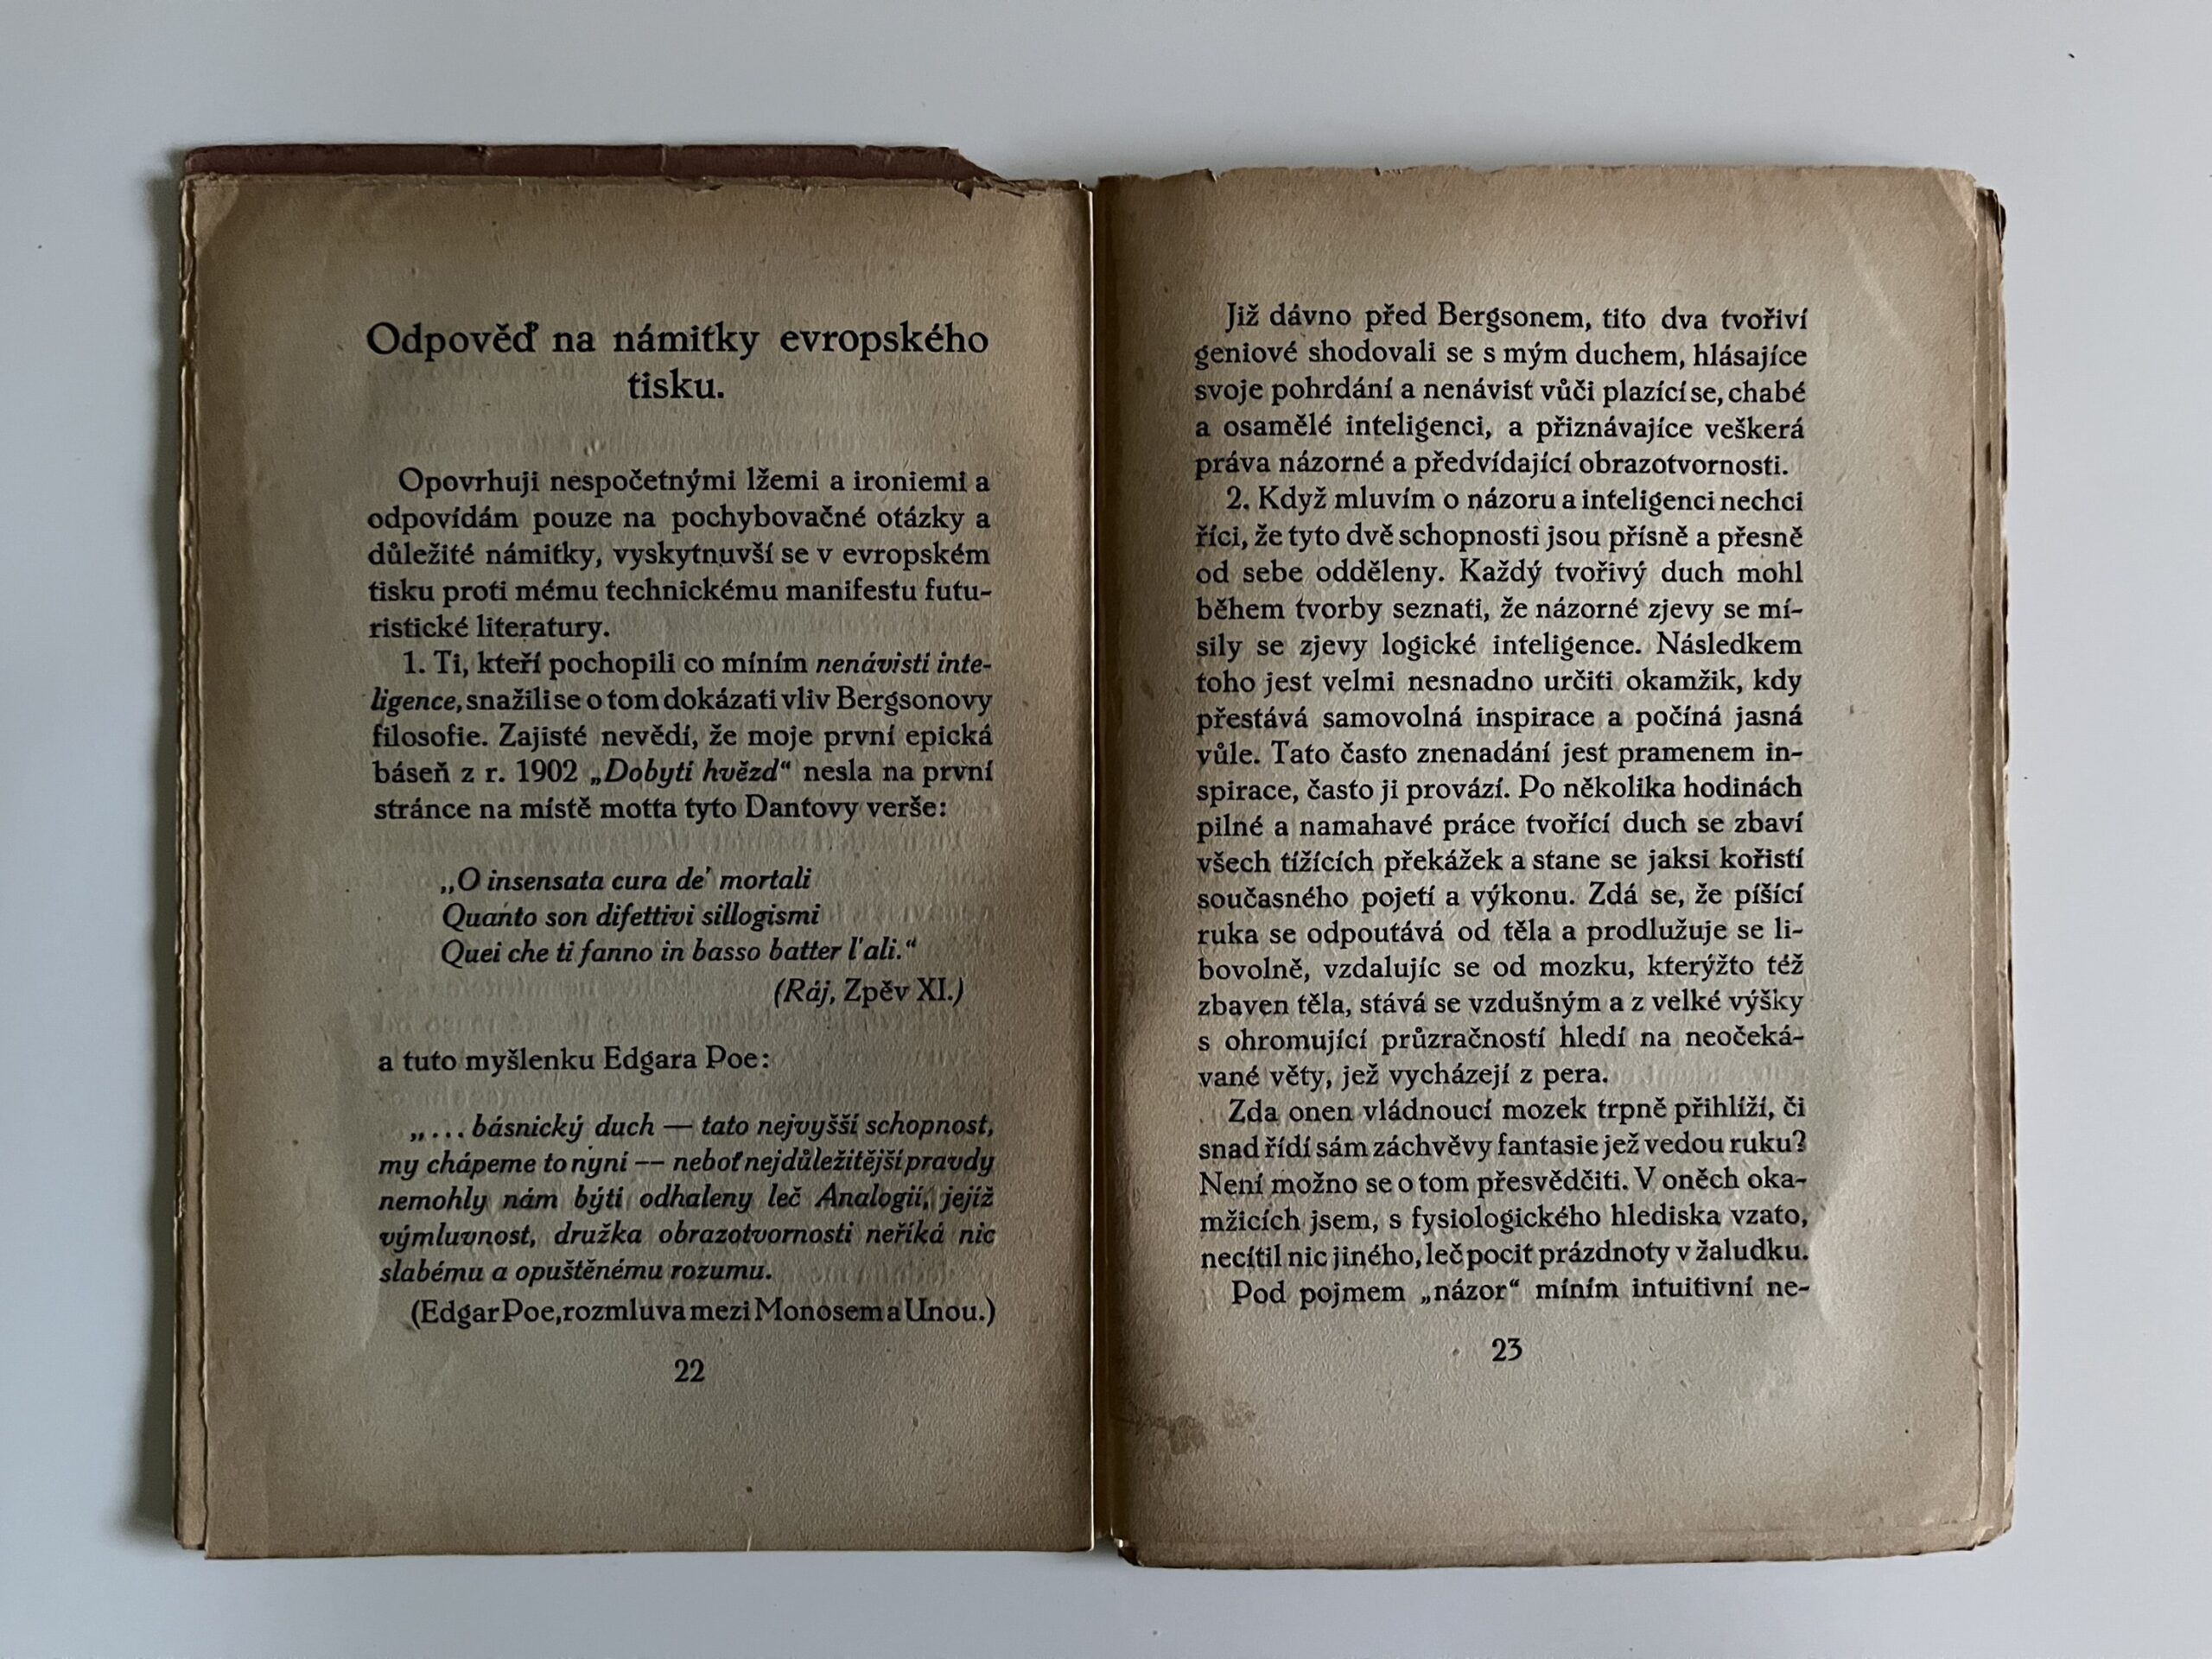 Odpověď na námitky evropského
tisku.
Opovrhuji nespočetnými lžemi a ironiemi a
odpovídám pouze na pochybovačné otázky a
důležité námitky, vyskytnuvší se v evropském
tisku proti mému technickému manifestu futu-
ristické literatury.
1. Ti, kteří pochopili co míním nenávistí inte-
ligence, snažili se o tom dokázati vliv Bergsonovy
filosofie. Zajisté nevědí, že moje první epická
báseň z r. 1902 „Dobytí hvězd“ nesla na první
stránce na místě motta tyto Dantovy verše:
„O insensata cura de' mortali
Quanto son difettivi sillogismi
Quei che ti fanno in basso batter l'ali.“
(Ráj, Zpěv XI.)
a tuto myšlenku Edgara Poe:
„... básnický duch — tato nejvyšší schopnost,
my chápeme to nyní — neboť nejdůležitější pravdy
nemohly nám býti odhaleny leč Analogií, jejíž
výmluvnost, družka obrazotvornosti neříká nic
slabému a opuštěnému rozumu.
(Edgar Poe, rozmluva mezi Monosem a Unou.)
22
Již dávno před Bergsonem, tito dva tvořiví
geniové shodovali se s mým duchem, hlásajíce
svoje pohrdání a nenávist vůči plazící se, chabé
a osamělé inteligenci, a přiznávajíce veškerá
práva názorné a předvídající obrazotvornosti.
2. Když mluvím o názoru a inteligenci nechci
říci, že tyto dvě schopnosti jsou přísně a přesně
od sebe odděleny. Každý tvořivý duch mohl
během tvorby seznati, že názorné zjevy se mí-
sily se zjevy logické inteligence. Následkem
toho jest velmi nesnadno určiti okamžik, kdy
přestává samovolná inspirace a počíná jasná
vůle. Tato často znenadání jest pramenem in-
spirace, často ji provází. Po několika hodinách
pilné a namahavé práce tvořící duch se zbaví
všech tížících překážek a stane se jaksi kořistí
současného pojetí a výkonu. Zdá se, že píšící
ruka se odpoutává od těla a prodlužuje se li-
bovolně, vzdalujíc se od mozku, kterýžto též
zbaven těla, stává se vzdušným a z velké výšky
s ohromující průzračností hledí na neočeká-
vané věty, jež vycházejí z pera.
Zda onen vládnoucí mozek trpně přihlíží, či
snad řídí sám záchvěvy fantasie jež vedou ruku?
Není možno se o tom přesvědčiti. V oněch oka-
mžicích jsem, s fysiologického hlediska vzato,
necítil nic jiného, leč pocit prázdnoty v žaludku.
Pod pojmem „názor“ míním intuitivní ne-
23